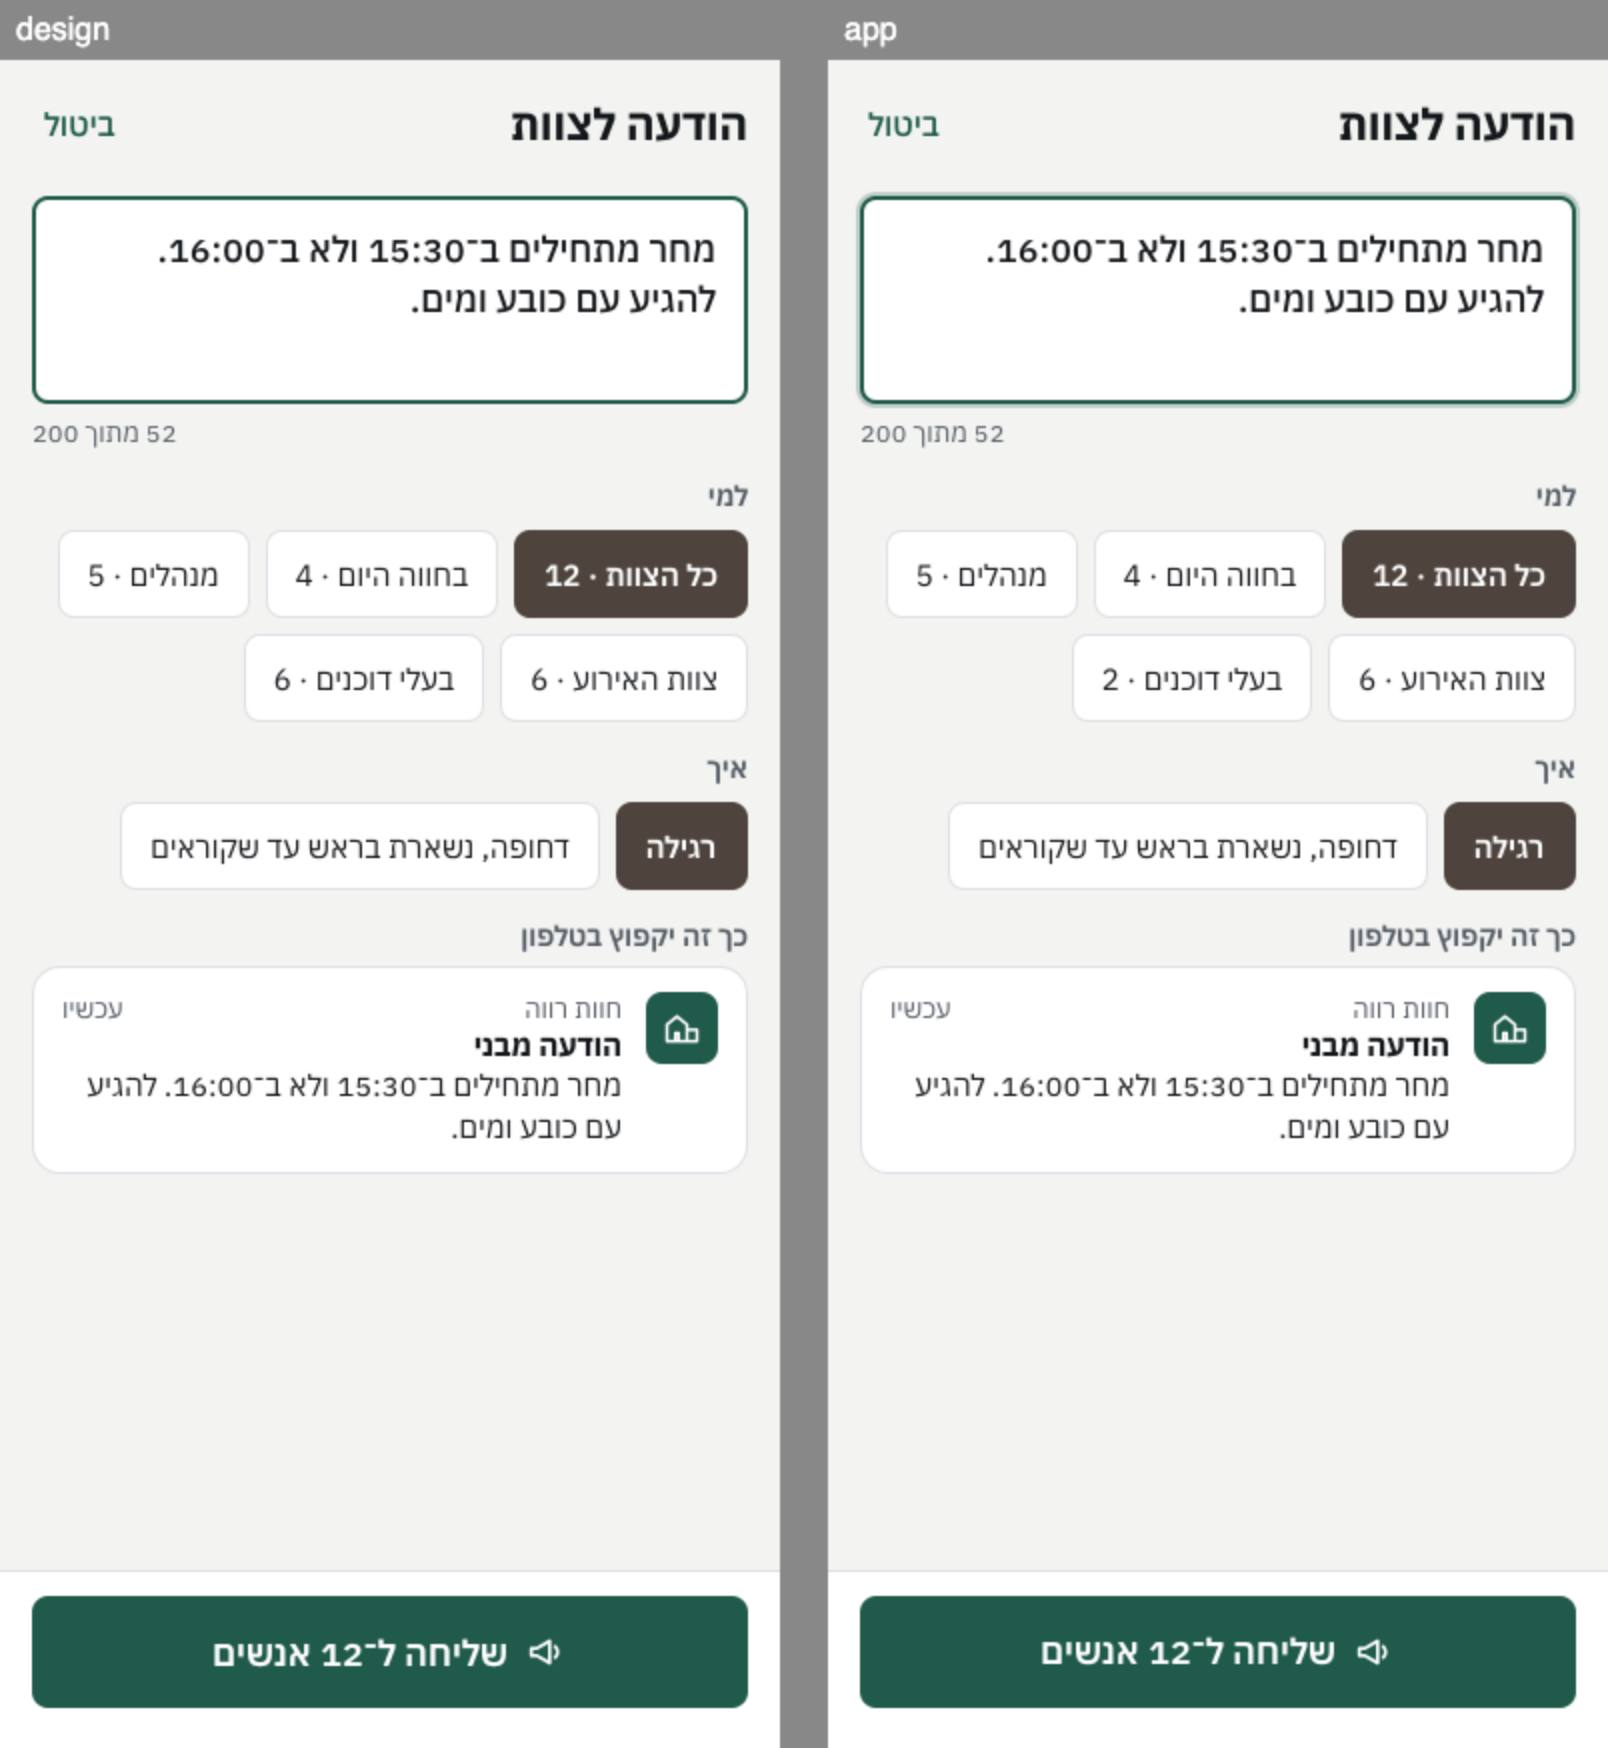 design
הודעה לצוות
ביטול
מחר מתחילים ב־15:30 ולא ב־16:00.
להגיע עם כובע ומים.
52 מתוך 200
למי
כל הצוות · 12
בחווה היום · 4
מנהלים · 5
צוות האירוע · 6
בעלי דוכנים · 6
איך
רגילה
דחופה, נשארת בראש עד שקוראים
כך זה יקפוץ בטלפון
חוות רווה
עכשיו
הודעה מבני
מחר מתחילים ב־15:30 ולא ב־16:00. להגיע
עם כובע ומים.
שליחה ל־12 אנשים
app
הודעה לצוות
ביטול
מחר מתחילים ב־15:30 ולא ב־16:00.
להגיע עם כובע ומים.
52 מתוך 200
למי
כל הצוות · 12
בחווה היום · 4
מנהלים · 5
צוות האירוע · 6
בעלי דוכנים · 2
איך
רגילה
דחופה, נשארת בראש עד שקוראים
כך זה יקפוץ בטלפון
חוות רווה
עכשיו
הודעה מבני
מחר מתחילים ב־15:30 ולא ב־16:00. להגיע
עם כובע ומים.
שליחה ל־12 אנשים